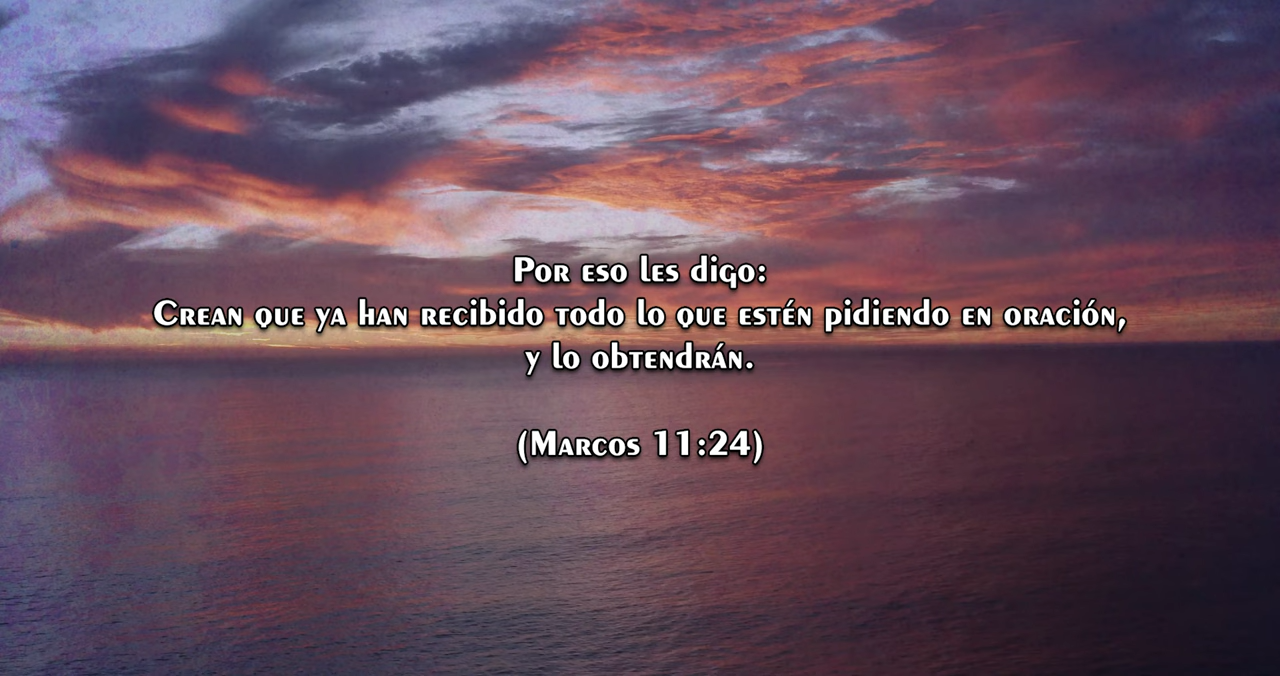 Por eso les digo:
Crean que ya han recibido todo lo que estén pidiendo en oración,
y lo obtendrán.
(Marcos 11:24)